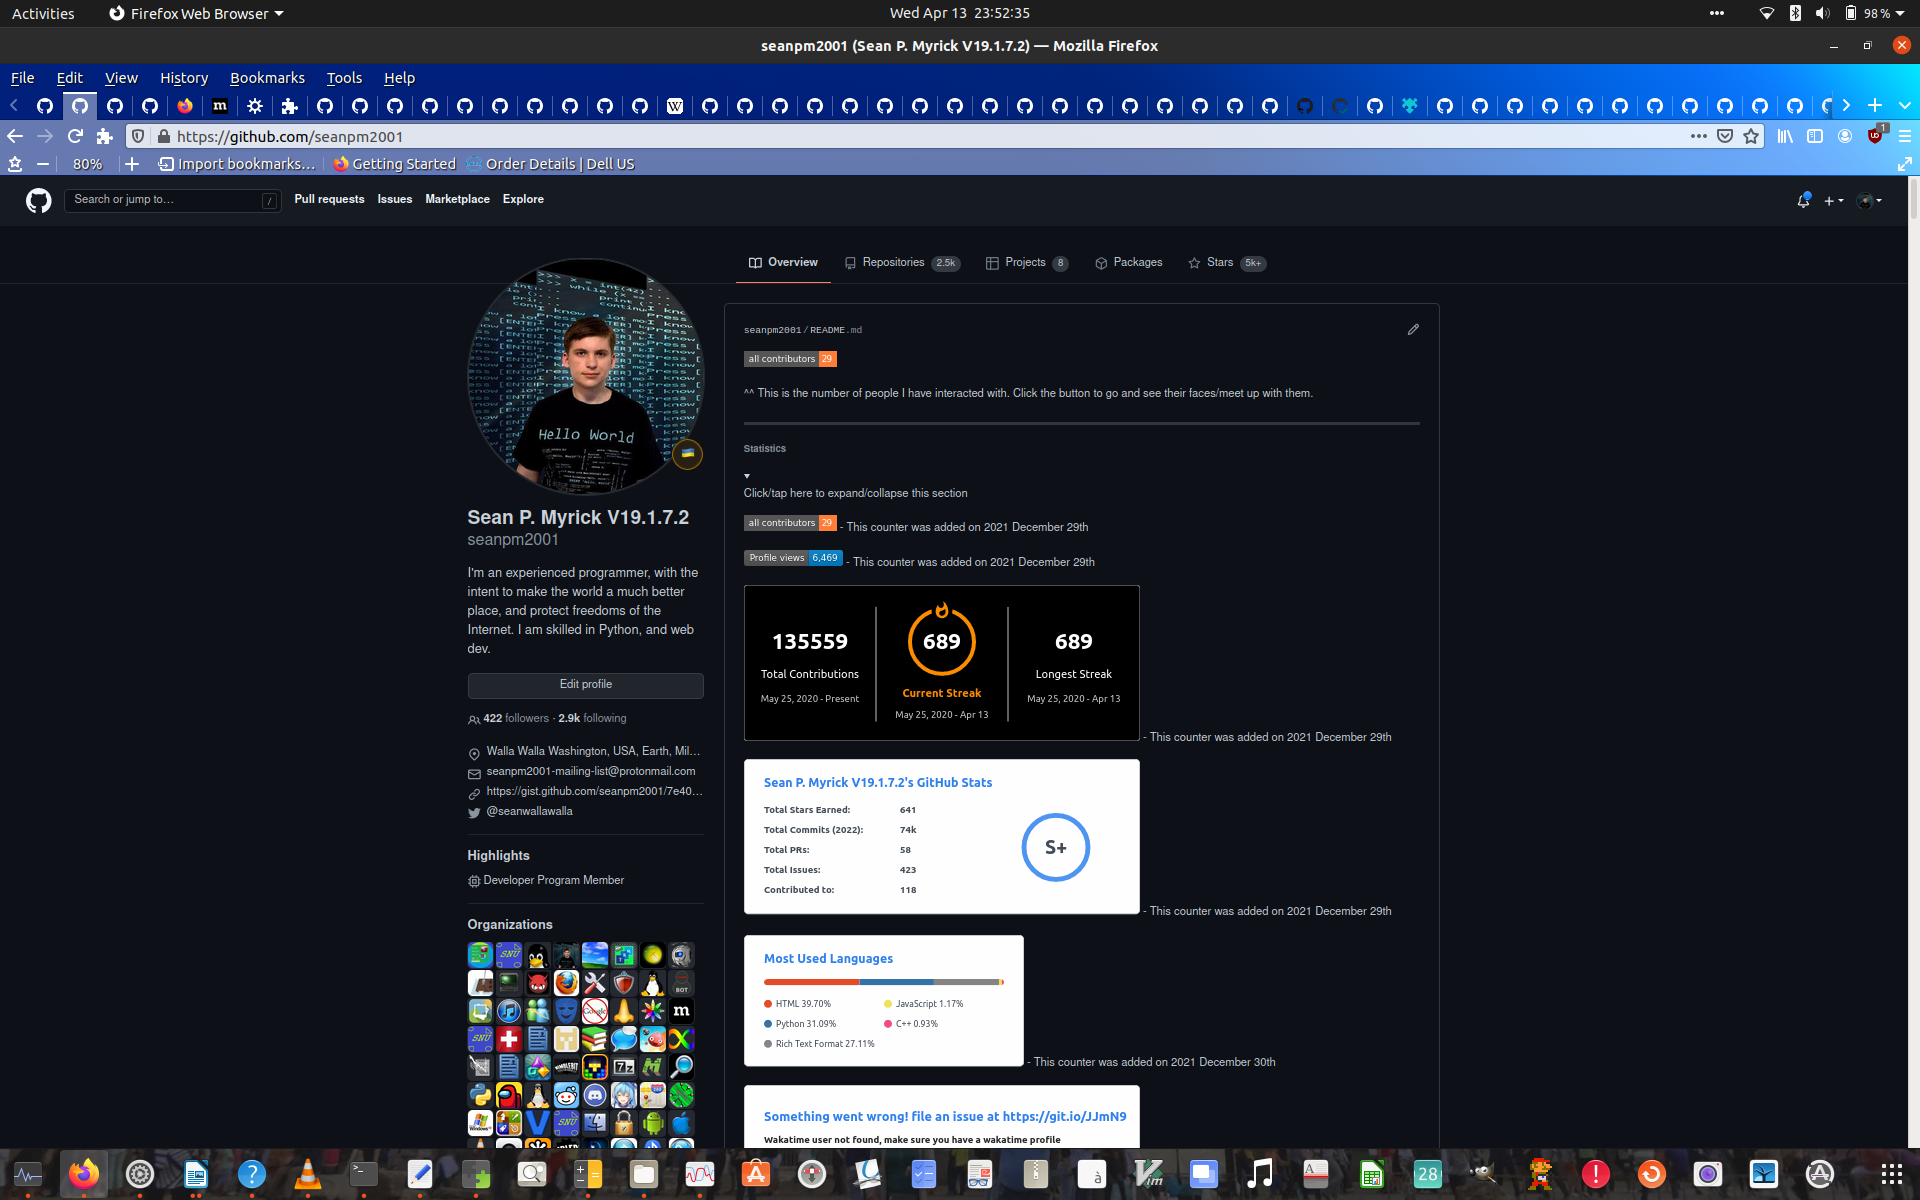 Activities
Firefox Web Browser
Wed Apr 13  23:52:35
98 %
seanpm2001 (Sean P. Myrick V19.1.7.2) — Mozilla Firefox
File Edit View History Bookmarks Tools Help
https://github.com/seanpm2001
80%
Import bookmarks...
Getting Started
Order Details | Dell US
Search or jump to...
/
Pull requests
Issues
Marketplace
Explore
Overview
Repositories 2.5k
Projects 8
Packages
Stars 5k+
Hello World
Sean P. Myrick V19.1.7.2
seanpm2001
I'm an experienced programmer, with the
intent to make the world a much better
place, and protect freedoms of the
Internet. I am skilled in Python, and web
dev.
Edit profile
422 followers · 2.9k following
Walla Walla Washington, USA, Earth, Mil...
seanpm2001-mailing-list@protonmail.com
https://gist.github.com/seanpm2001/7e40...
@seanwallawalla
Highlights
Developer Program Member
Organizations
seanpm2001/README.md
all contributors 29
^^ This is the number of people I have interacted with. Click the button to go and see their faces/meet up with them.
Statistics
Click/tap here to expand/collapse this section
all contributors 29 - This counter was added on 2021 December 29th
Profile views 6,469 - This counter was added on 2021 December 29th
135559
Total Contributions
May 25, 2020 - Present
689
Current Streak
May 25, 2020 - Apr 13
689
Longest Streak
May 25, 2020 - Apr 13
- This counter was added on 2021 December 29th
Sean P. Myrick V19.1.7.2's GitHub Stats
Total Stars Earned: 641
Total Commits (2022): 74k
Total PRs: 58
Total Issues: 423
Contributed to: 118
S+
- This counter was added on 2021 December 29th
Most Used Languages
HTML 39.70%
JavaScript 1.17%
Python 31.09%
C++ 0.93%
Rich Text Format 27.11%
- This counter was added on 2021 December 30th
Something went wrong! file an issue at https://git.io/JJmN9
Wakatime user not found, make sure you have a wakatime profile
28